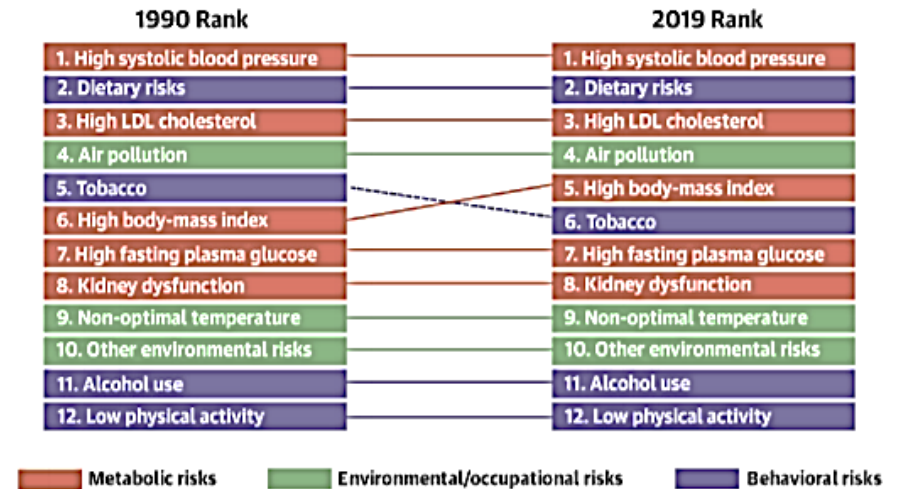 1990 Rank
1. High systolic blood pressure
2. Dietary risks
3. High LDL cholesterol
4. Air pollution
5. Tobacco
6. High body-mass index
7. High fasting plasma glucose
8. Kidney dysfunction
9. Non-optimal temperature
10. Other environmental risks
11. Alcohol use
12. Low physical activity
2019 Rank
1. High systolic blood pressure
2. Dietary risks
3. High LDL cholesterol
4. Air pollution
5. High body-mass index
6. Tobacco
7. High fasting plasma glucose
8. Kidney dysfunction
9. Non-optimal temperature
10. Other environmental risks
11. Alcohol use
12. Low physical activity
Metabolic risks
Environmental/occupational risks
Behavioral risks